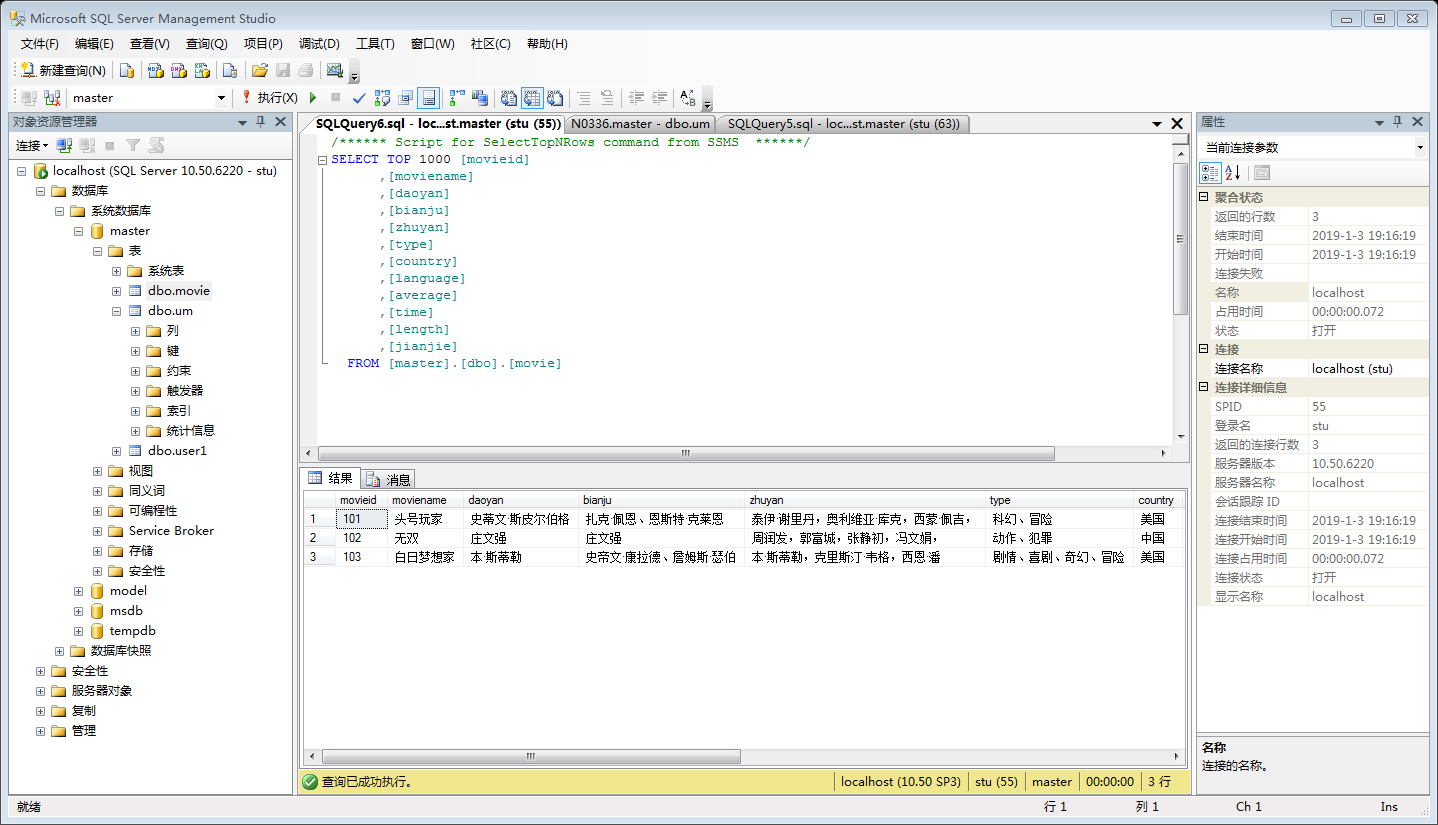 Microsoft SQL Server Management Studio
文件(F) 编辑(E) 查看(V) 查询(Q) 项目(P) 调试(D) 工具(T) 窗口(W) 社区(C) 帮助(H)
新建查询(N)
master 执行(X)
对象资源管理器
连接
localhost (SQL Server 10.50.6220 - stu)
数据库
系统数据库
master
表
系统表
dbo.movie
dbo.um
列
键
约束
触发器
索引
统计信息
dbo.user1
视图
同义词
可编程性
Service Broker
存储
安全性
model
msdb
tempdb
数据库快照
安全性
服务器对象
复制
管理
SQLQuery6.sql - loc...st.master (stu (55)) N0336.master - dbo.um SQLQuery5.sql - loc...st.master (stu (63))
/****** Script for SelectTopNRows command from SSMS  ******/
SELECT TOP 1000 [movieid]
,[moviename]
,[daoyan]
,[bianju]
,[zhuyan]
,[type]
,[country]
,[language]
,[average]
,[time]
,[length]
,[jianjie]
FROM [master].[dbo].[movie]
结果 消息
movieid moviename daoyan bianju zhuyan type country
1 101 头号玩家 史蒂文·斯皮尔伯格 扎克·佩恩、恩斯特·克莱恩 泰伊·谢里丹，奥利维亚·库克，西蒙·佩吉， 科幻、冒险 美国
2 102 无双 庄文强 庄文强 周润发，郭富城，张静初，冯文娟， 动作、犯罪 中国
3 103 白日梦想家 本·斯蒂勒 史蒂文·康拉德、詹姆斯·瑟伯 本·斯蒂勒，克里斯汀·韦格，西恩·潘 剧情、喜剧、奇幻、冒险 美国
查询已成功执行。 localhost (10.50 SP3) stu (55) master 00:00:00 3 行
属性
当前连接参数
聚合状态
返回的行数 3
结束时间 2019-1-3 19:16:19
开始时间 2019-1-3 19:16:19
连接失败
名称 localhost
占用时间 00:00:00.072
状态 打开
连接
连接名称 localhost (stu)
连接详细信息
SPID 55
登录名 stu
返回的连接行数 3
服务器版本 10.50.6220
服务器名称 localhost
会话跟踪 ID
连接结束时间 2019-1-3 19:16:19
连接开始时间 2019-1-3 19:16:19
连接占用时间 00:00:00.072
连接状态 打开
显示名称 localhost
名称
连接的名称。
就绪 行 1 列 1 Ch 1 Ins